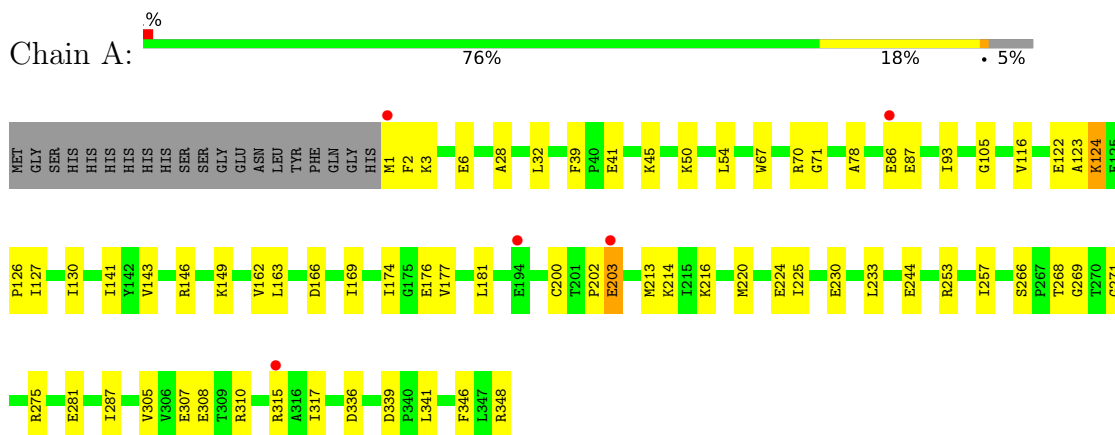 .%
Chain A:
76% 18% • 5%
MET GLY SER HIS HIS HIS HIS HIS HIS HIS SER SER GLY GLU ASN LEU TYR PHE GLN GLY HIS M1 F2 K3 E6 A28 L32 F39 P40 E41 K45 K50 L54 W67 R70 G71 A78 E86 E87 I93 G105 V116 E122 A123 K124
P126 I127 I130 I141 Y142 V143 R146 K149 V162 L163 D166 I169 I174 G175 E176 V177 L181 E194 C200 T201 P202 E203 M213 K214 I215 K216 M220 E224 I225 E230 L233 E244 R253 I257 S266 P267 T268 G269 T270
R275 E281 I287 V305 V306 E307 E308 T309 R310 R315 A316 I317 D336 D339 P340 L341 F346 L347 R348